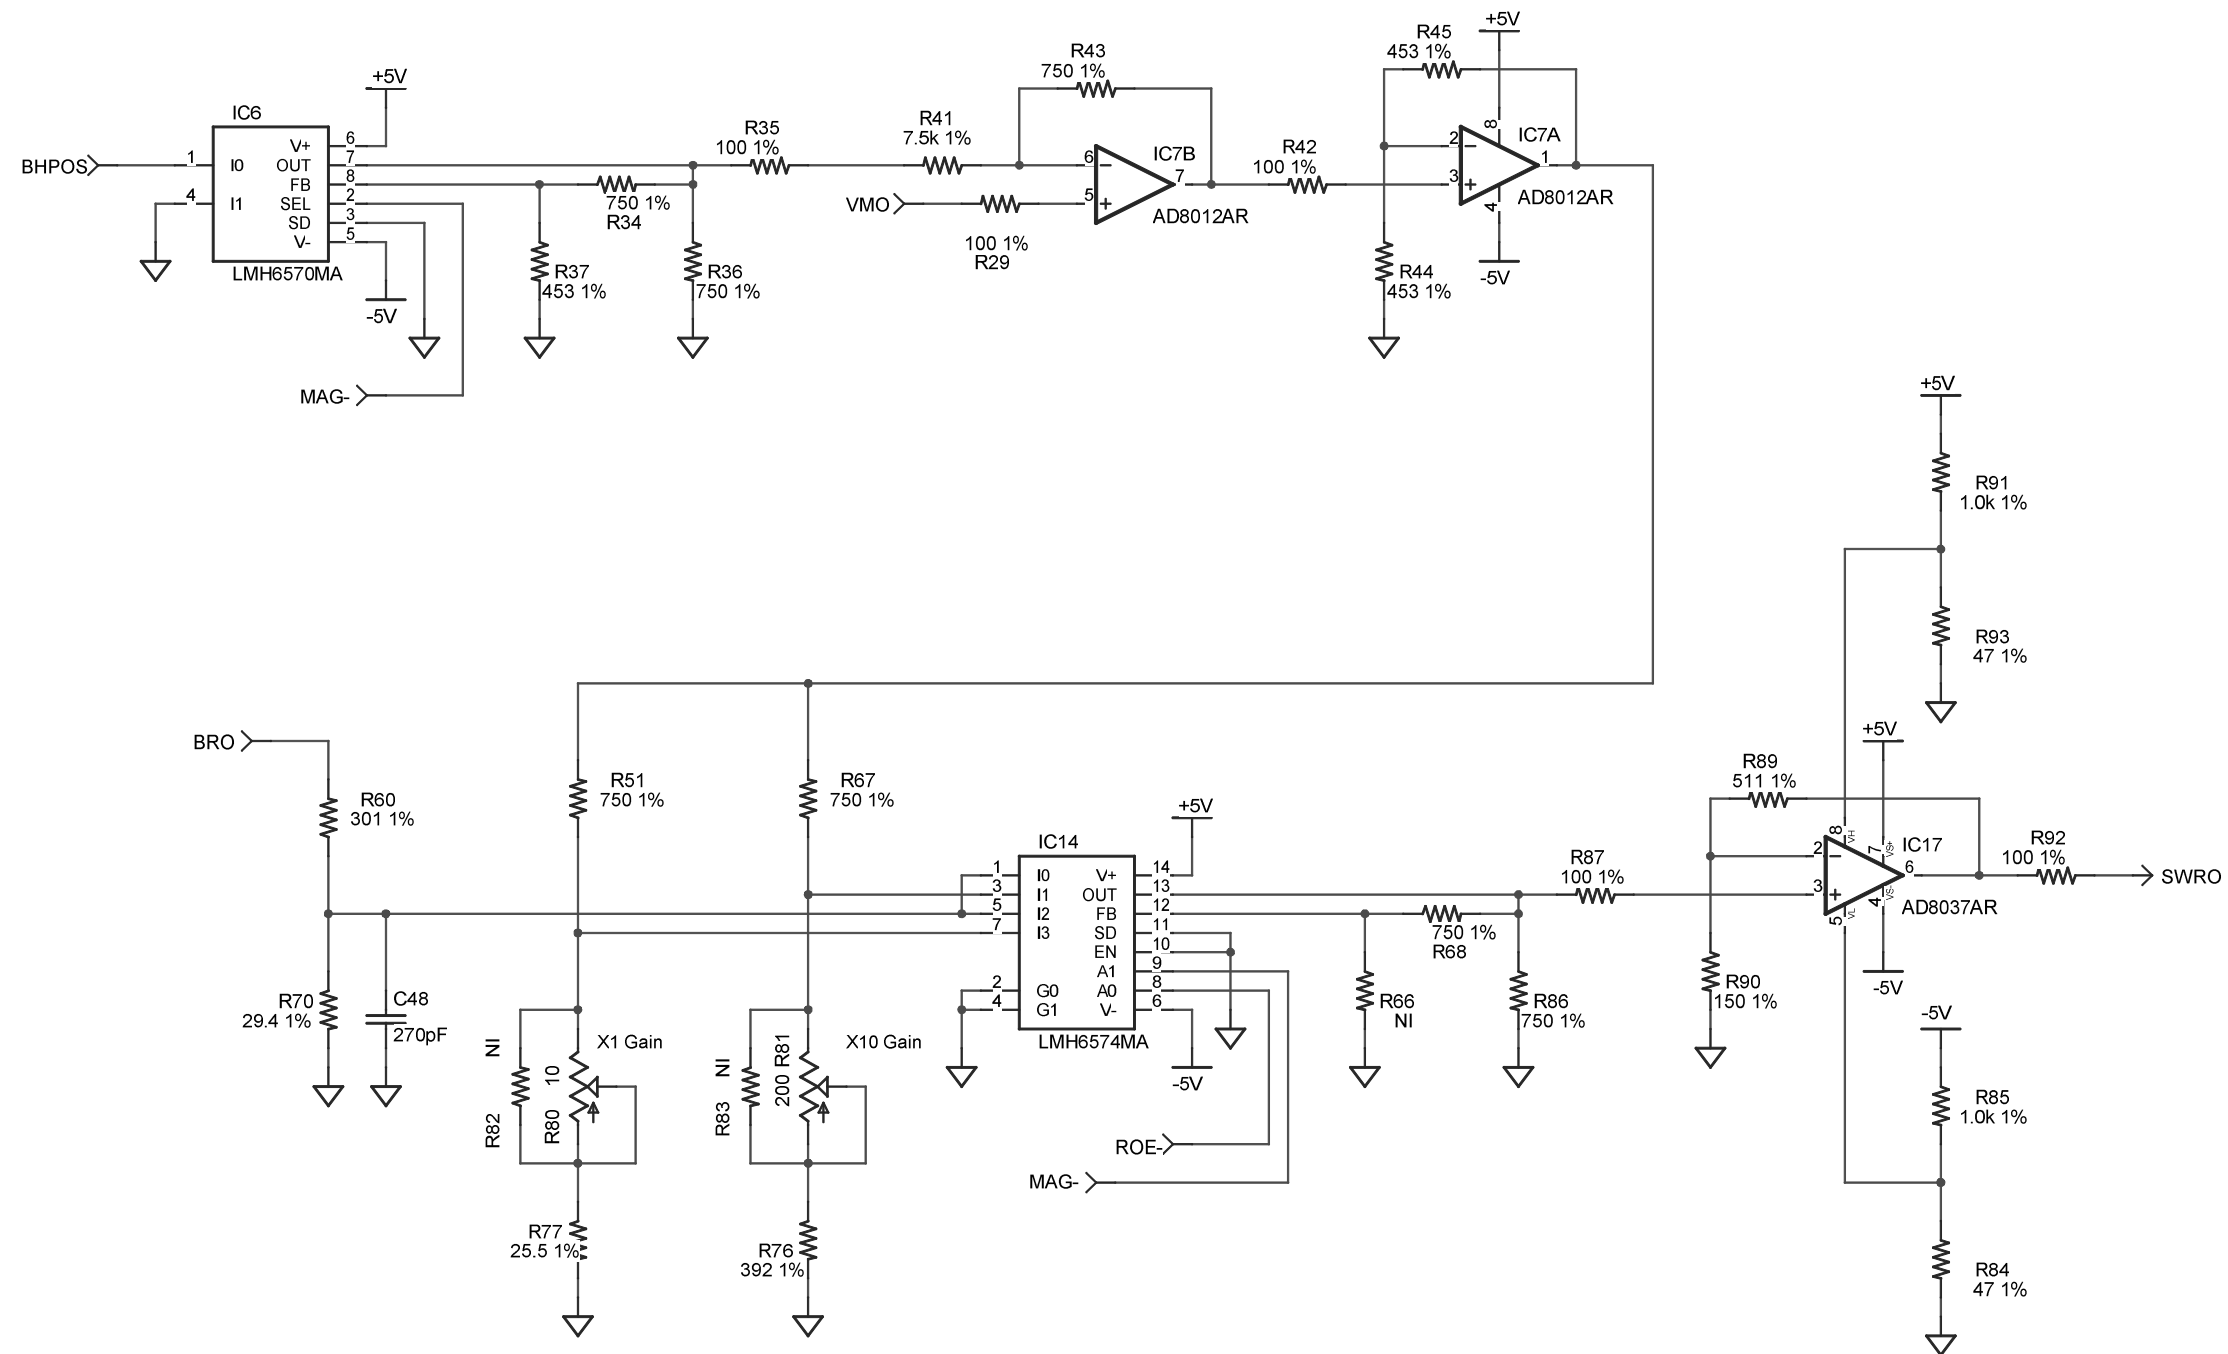 +5V
IC6
BHPOS
1
I0
4
I1
V+
6
OUT
7
FB
8
SEL
2
SD
3
V-
5
LMH6570MA
-5V
MAG-
750 1%
R34
R37
453 1%
R36
750 1%
R35
100 1%
R41
7.5k 1%
R43
750 1%
VMO
100 1%
R29
6
5
IC7B
7
AD8012AR
R42
100 1%
R45
453 1%
+5V
8
2
3
IC7A
1
AD8012AR
4
-5V
R44
453 1%
+5V
R91
1.0k 1%
R93
47 1%
BRO
R60
301 1%
R70
29.4 1%
C48
270pF
R51
750 1%
R67
750 1%
NI
R82
10
R80
X1 Gain
R77
25.5 1%
NI
R83
200 R81
X10 Gain
R76
392 1%
IC14
+5V
1
I0
3
I1
5
I2
7
I3
2
G0
4
G1
V+
14
OUT
13
FB
12
SD
11
EN
10
A1
9
A0
8
V-
6
LMH6574MA
-5V
ROE-
MAG-
750 1%
R68
R66
NI
R86
750 1%
R87
100 1%
R89
511 1%
R90
150 1%
+5V
8
VH
7
VS+
2
3
IC17
6
AD8037AR
5
VL
4
VS-
-5V
R92
100 1%
SWRO
-5V
R85
1.0k 1%
R84
47 1%